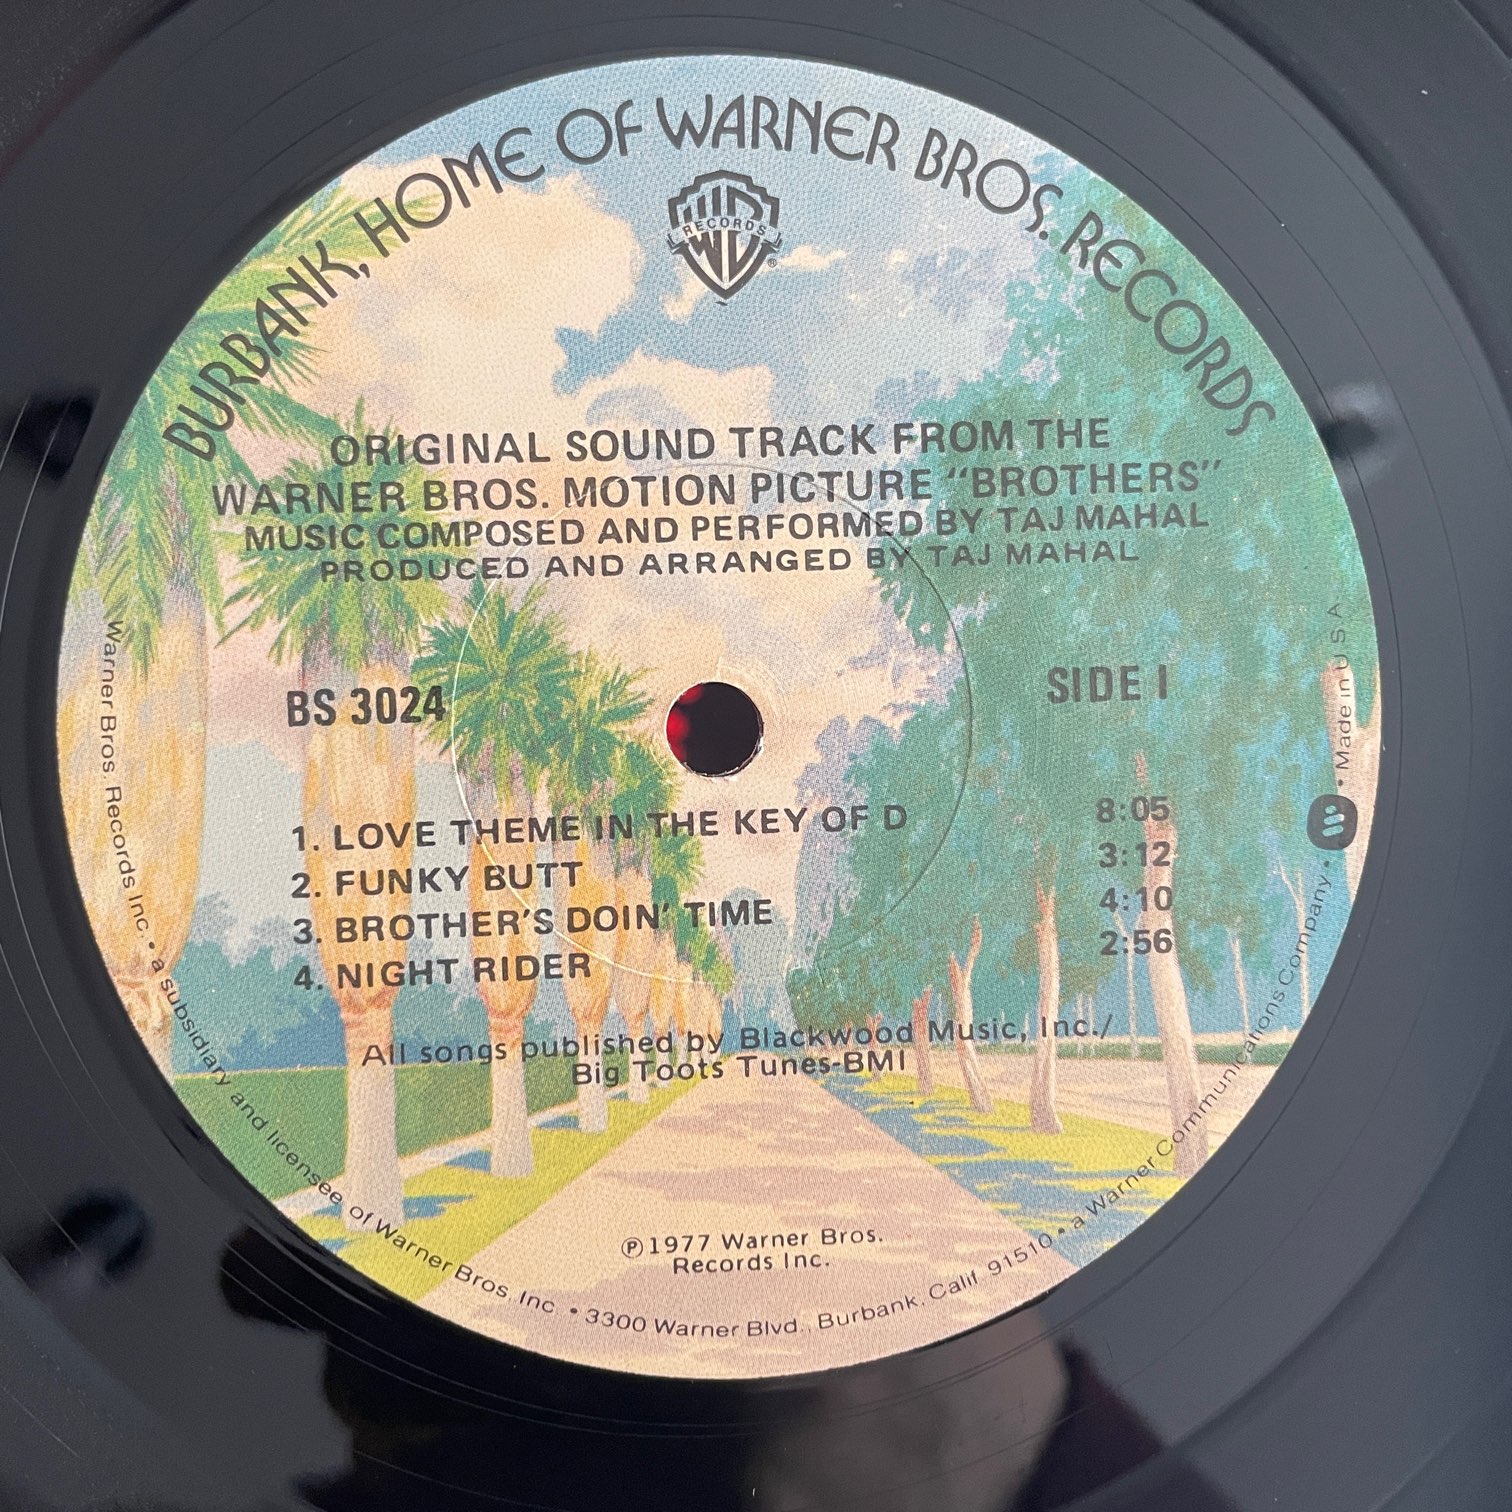 BURBANK, HOME OF WARNER BROS. RECORDS
RECORDS
®
ORIGINAL SOUND TRACK FROM THE
WARNER BROS. MOTION PICTURE "BROTHERS"
MUSIC COMPOSED AND PERFORMED BY TAJ MAHAL
PRODUCED AND ARRANGED BY TAJ MAHAL
BS 3024
SIDE 1
1. LOVE THEME IN THE KEY OF D 8:05
2. FUNKY BUTT 3:12
3. BROTHER'S DOIN' TIME 4:10
4. NIGHT RIDER 2:56
All songs published by Blackwood Music, Inc./
Big Toots Tunes-BMI
℗1977 Warner Bros.
Records Inc.
Warner Bros. Records Inc. • a subsidiary and licensee of Warner Bros. Inc. • 3300 Warner Blvd., Burbank, Calif. 91510 • a Warner Communications Company • • Made in U S A